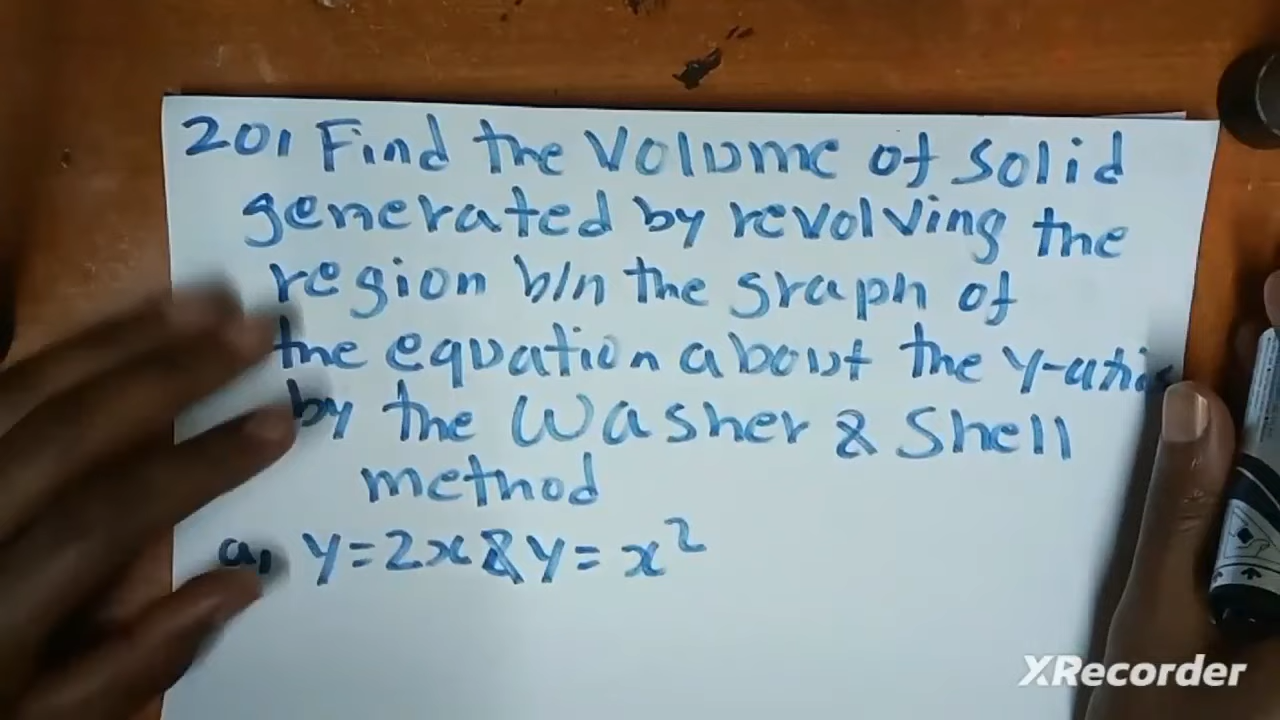 201 Find the Volume of Solid
generated by revolving the
region b/n the graph of
the equation about the y-axis
by the Washer & Shell
method
a, y=2x & y=x²
XRecorder